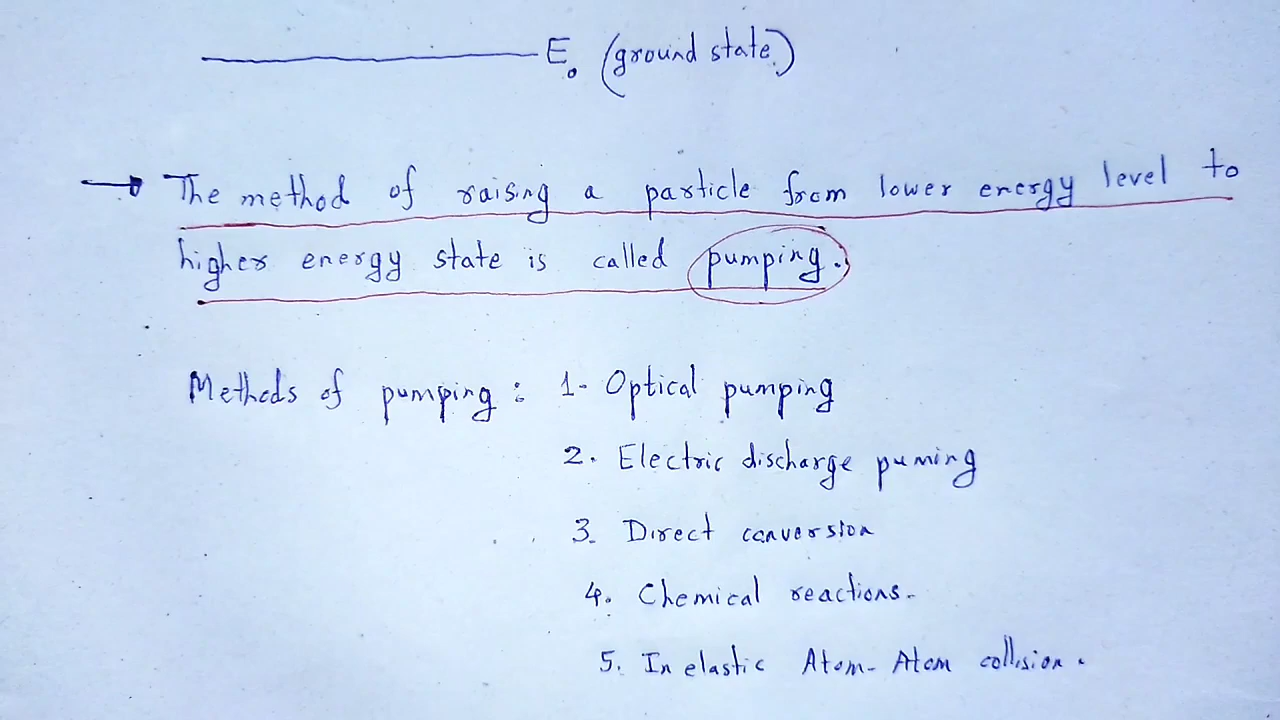 E₀ (ground state)
→ The method of raising a particle from lower energy level to
higher energy state is called pumping.
Methods of pumping : 1- Optical pumping
2. Electric discharge puming
3. Direct conversion
4. Chemical reactions.
5. Inelastic Atom-Atom collision.